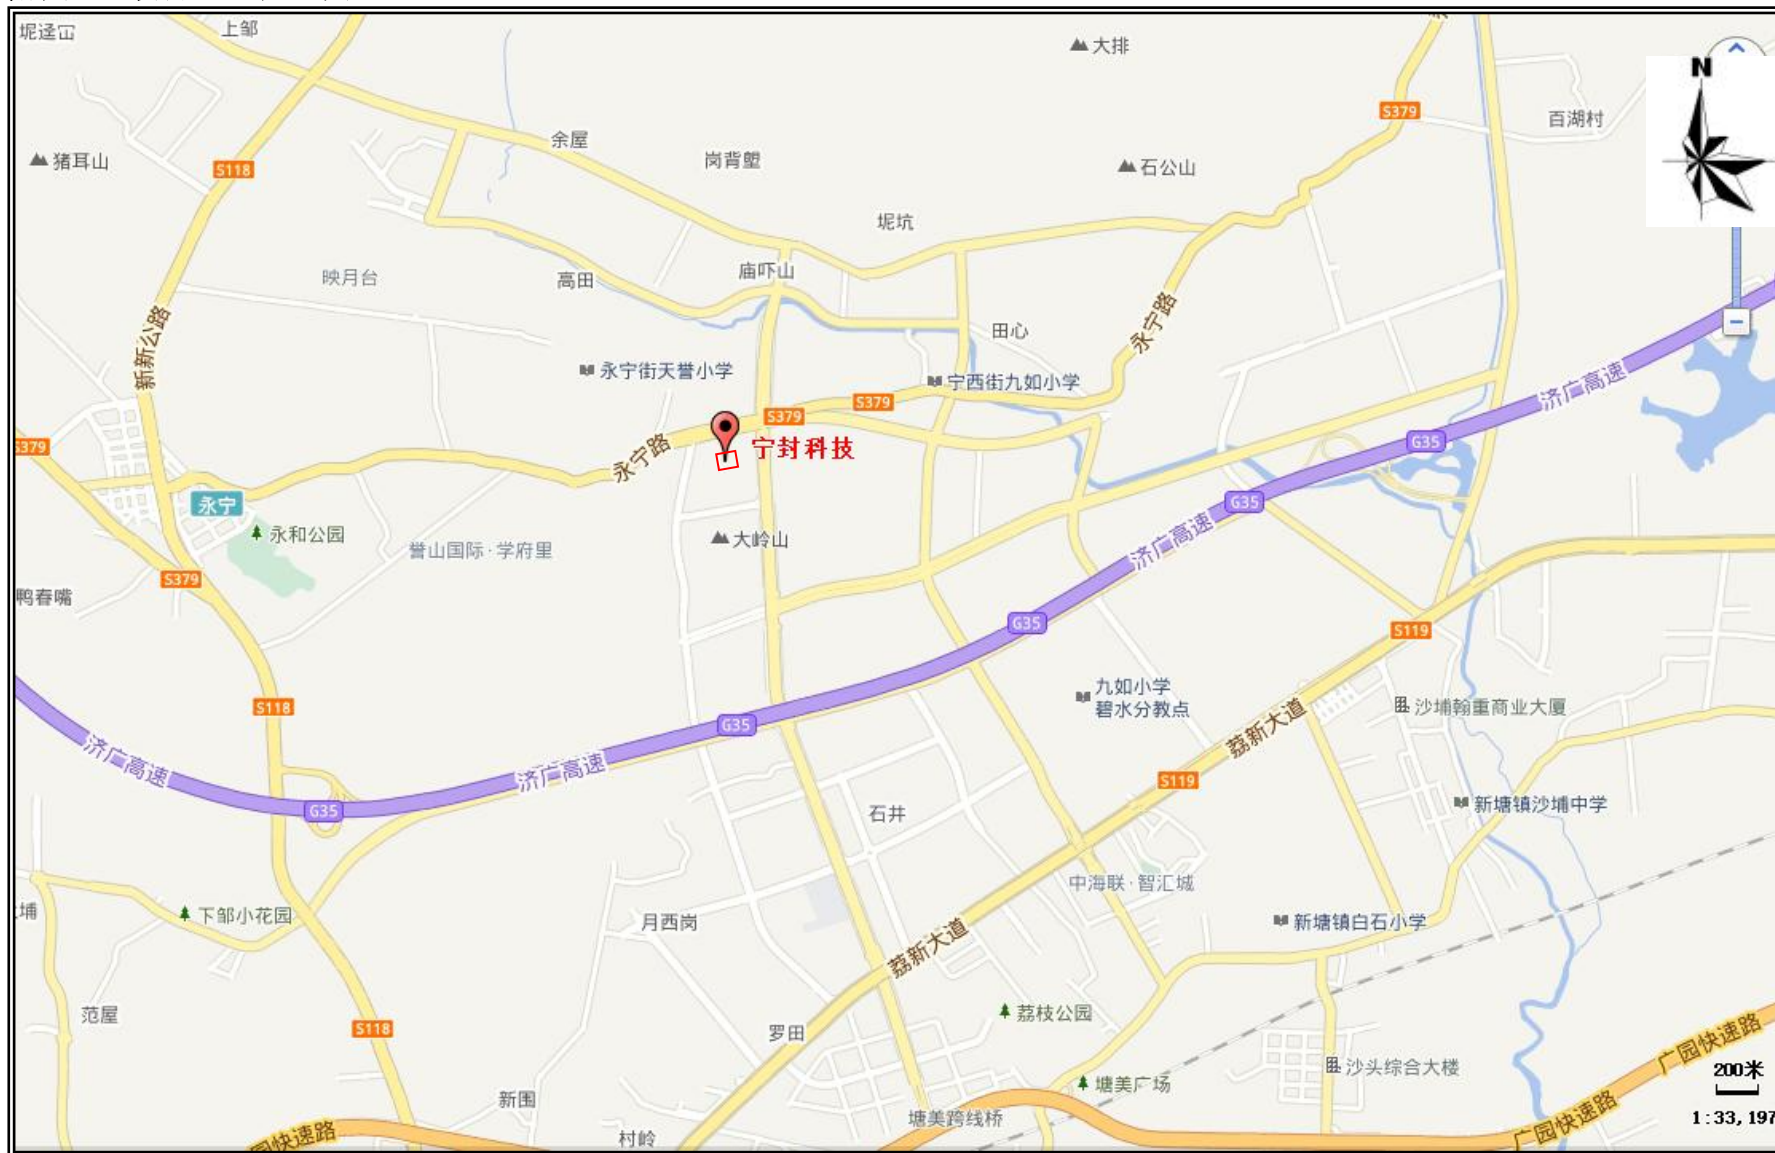 坭迳冚
上邹
大排
N
S379
百湖村
余屋
岗背塱
猪耳山
S118
石公山
坭坑
映月台
高田
庙吓山
新新公路
永宁路
田心
永宁街天誉小学
宁西街九如小学
济广高速
S379
S379
S379
永宁路
宁封科技
G35
永宁
G35
永和公园
誉山国际·学府里
大岭山
济广高速
S379
鸭春嘴
G35
S119
九如小学
碧水分教点
S118
沙埔翰重商业大厦
G35
荔新大道
济广高速
济广高速
S119
G35
石井
新塘镇沙埔中学
中海联·智汇城
埔
下邹小花园
月西岗
新塘镇白石小学
荔新大道
范屋
荔枝公园
S118
罗田
广园快速路
沙头综合大楼
200米
塘美广场
新围
塘美跨线桥
广园快速路
1:33,197
园快速路
村岭